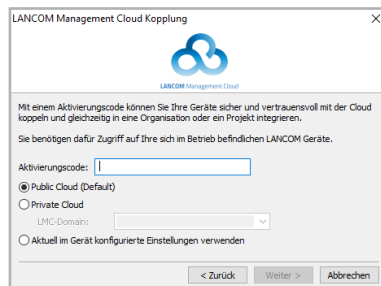 LANCOM Management Cloud Kopplung
LANCOM Management Cloud
Mit einem Aktivierungscode können Sie Ihre Geräte sicher und vertrauensvoll mit der Cloud
koppeln und gleichzeitig in eine Organisation oder ein Projekt integrieren.
Sie benötigen dafür Zugriff auf Ihre sich im Betrieb befindlichen LANCOM Geräte.
Aktivierungscode:
Public Cloud (Default)
Private Cloud
LMC-Domain:
Aktuell im Gerät konfigurierte Einstellungen verwenden
< Zurück Weiter > Abbrechen